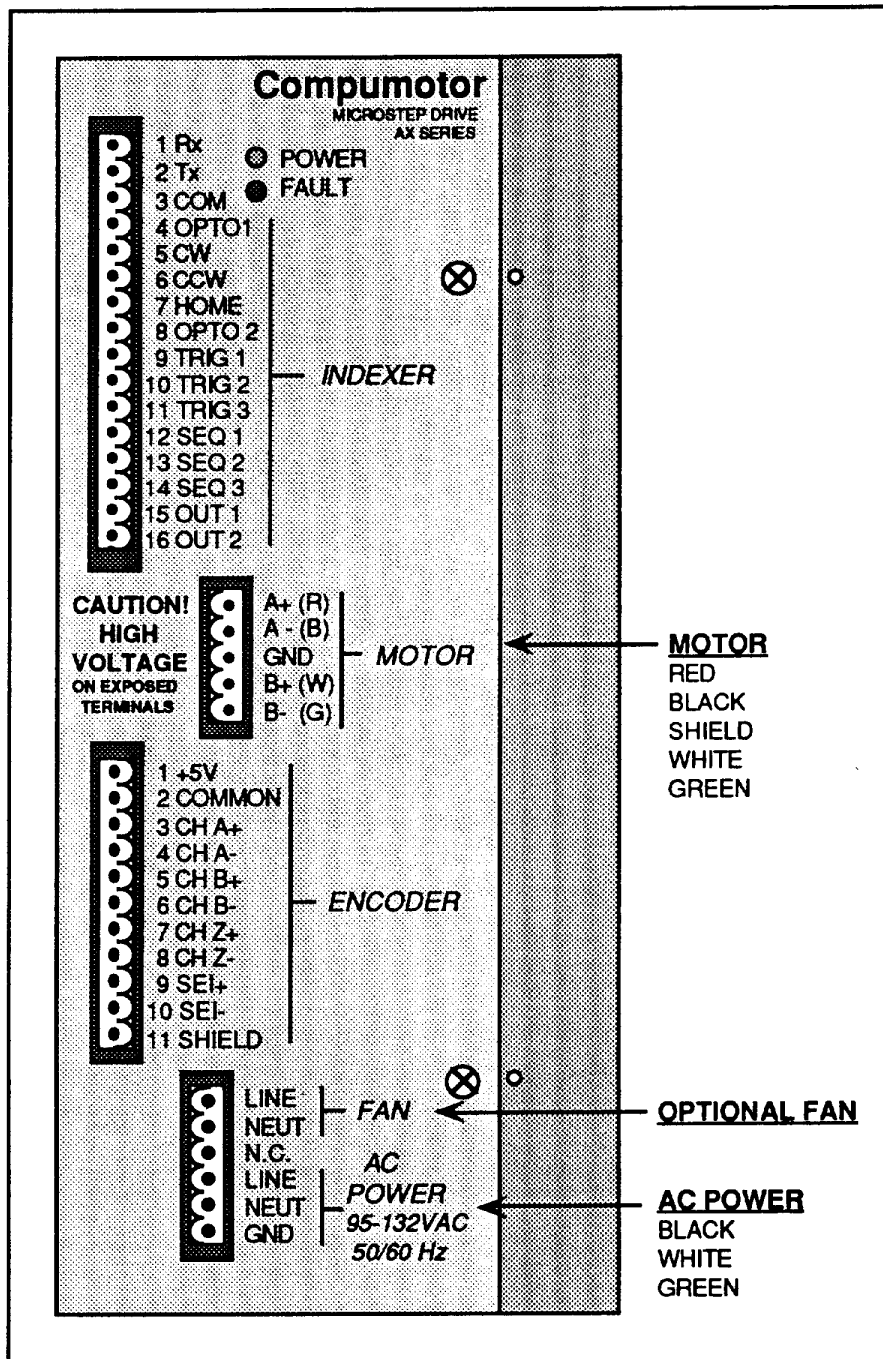 Compumotor
MICROSTEP DRIVE
AX SERIES
POWER
FAULT
1 Rx
2 Tx
3 COM
4 OPTO1
5 CW
6 CCW
7 HOME
8 OPTO 2
9 TRIG 1
10 TRIG 2
11 TRIG 3
12 SEQ 1
13 SEQ 2
14 SEQ 3
15 OUT 1
16 OUT 2
INDEXER
CAUTION!
HIGH
VOLTAGE
ON EXPOSED
TERMINALS
A+ (R)
A - (B)
GND
B+ (W)
B- (G)
MOTOR
MOTOR
RED
BLACK
SHIELD
WHITE
GREEN
1 +5V
2 COMMON
3 CH A+
4 CH A-
5 CH B+
6 CH B-
7 CH Z+
8 CH Z-
9 SEI+
10 SEI-
11 SHIELD
ENCODER
LINE
NEUT
N.C.
LINE
NEUT
GND
FAN
AC
POWER
95-132VAC
50/60 Hz
OPTIONAL FAN
AC POWER
BLACK
WHITE
GREEN